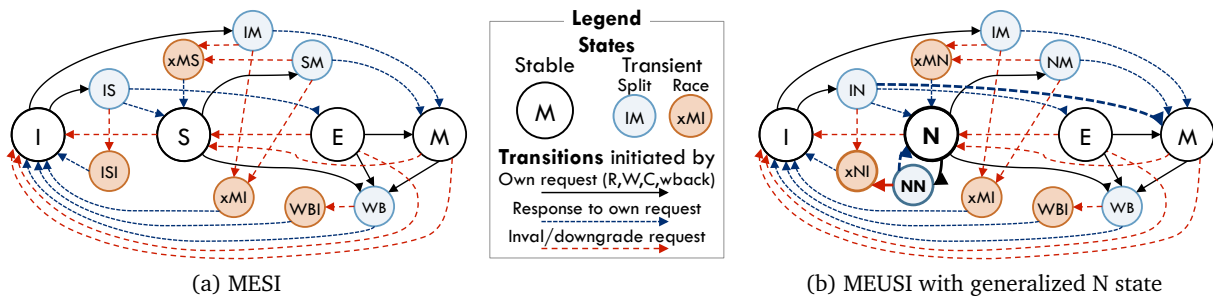 IM
xMS
SM
IS
I
S
E
M
ISI
xMI
WBI
WB
(a) MESI
Legend
States
Stable
Transient
Split
Race
M
IM
xMI
Transitions initiated by
Own request (R,W,C,wback)
Response to own request
Inval/downgrade request
IM
xMN
NM
IN
I
N
E
M
xNI
NN
xMI
WBI
WB
(b) MEUSI with generalized N state